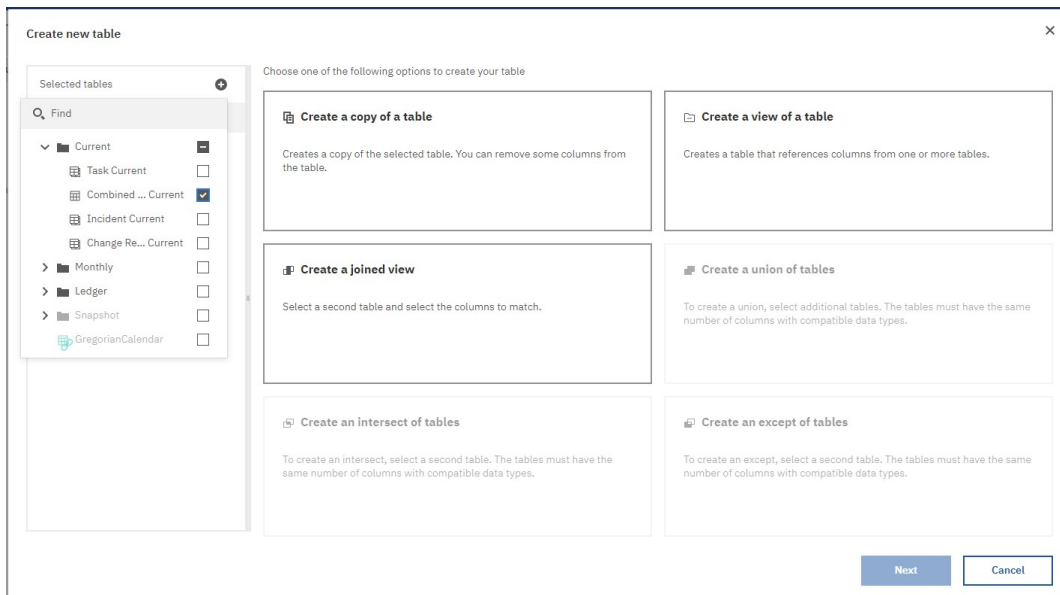 Create new table
Selected tables
Find
Current
Task Current
Combined ... Current
Incident Current
Change Re... Current
Monthly
Ledger
Snapshot
GregorianCalendar
Choose one of the following options to create your table
Create a copy of a table
Creates a copy of the selected table. You can remove some columns from
the table.
Create a view of a table
Creates a table that references columns from one or more tables.
Create a joined view
Select a second table and select the columns to match.
Create a union of tables
To create a union, select additional tables. The tables must have the same
number of columns with compatible data types.
Create an intersect of tables
To create an intersect, select a second table. The tables must have the
same number of columns with compatible data types.
Create an except of tables
To create an except, select a second table. The tables must have the same
number of columns with compatible data types.
Next
Cancel